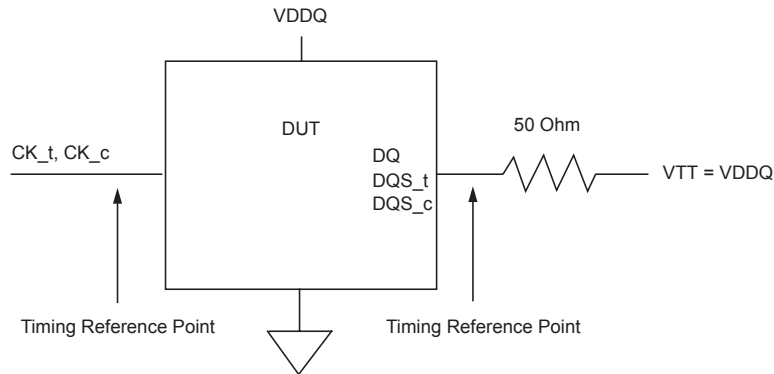 VDDQ
DUT
50 Ohm
CK_t, CK_c
DQ
DQS_t
DQS_c
VTT = VDDQ
Timing Reference Point
Timing Reference Point